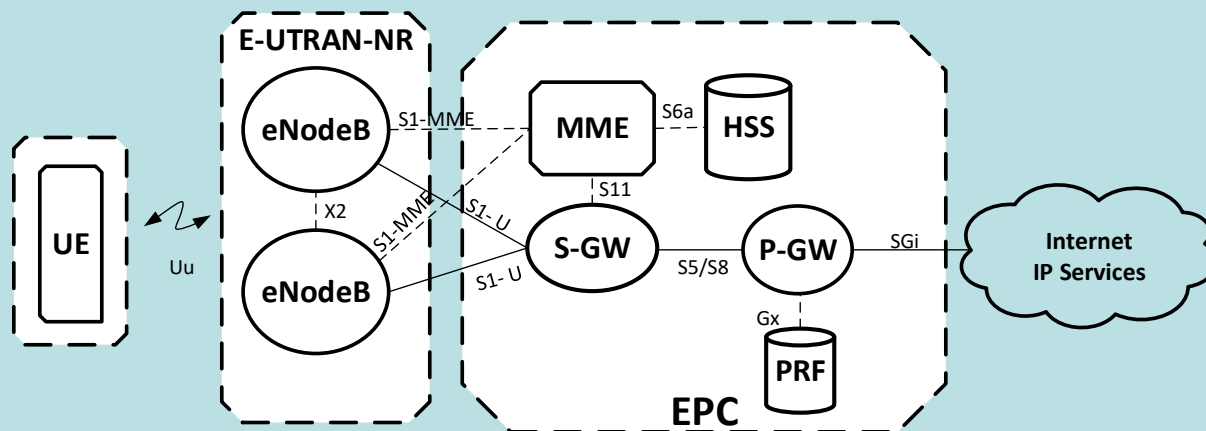 E-UTRAN-NR
eNodeB
S1-MME
MME
S6a
HSS
X2
S1- U
S1-MME
S11
UE
Uu
eNodeB
S1- U
S-GW
S5/S8
P-GW
SGi
Internet
IP Services
Gx
PRF
EPC